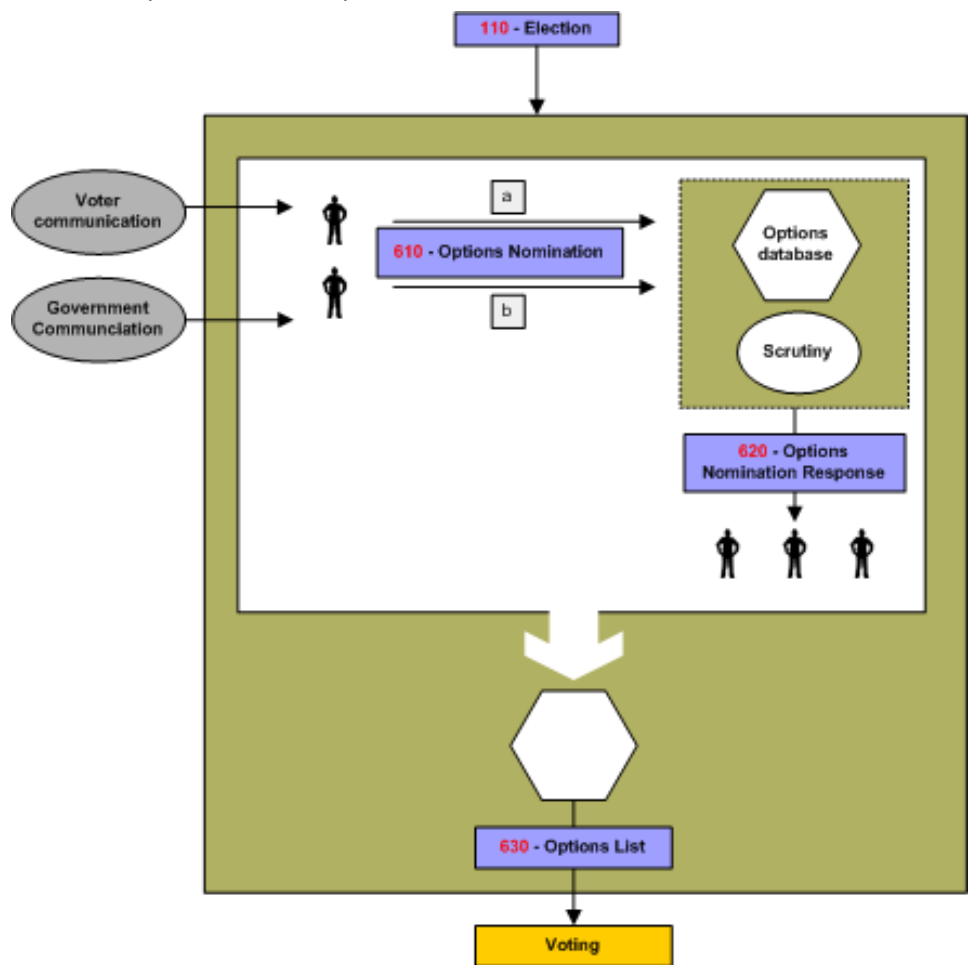 110 - Election
Voter
communication
a
610 - Options Nomination
Options
database
Government
Communciation
b
Scrutiny
620 - Options
Nomination Response
630 - Options List
Voting